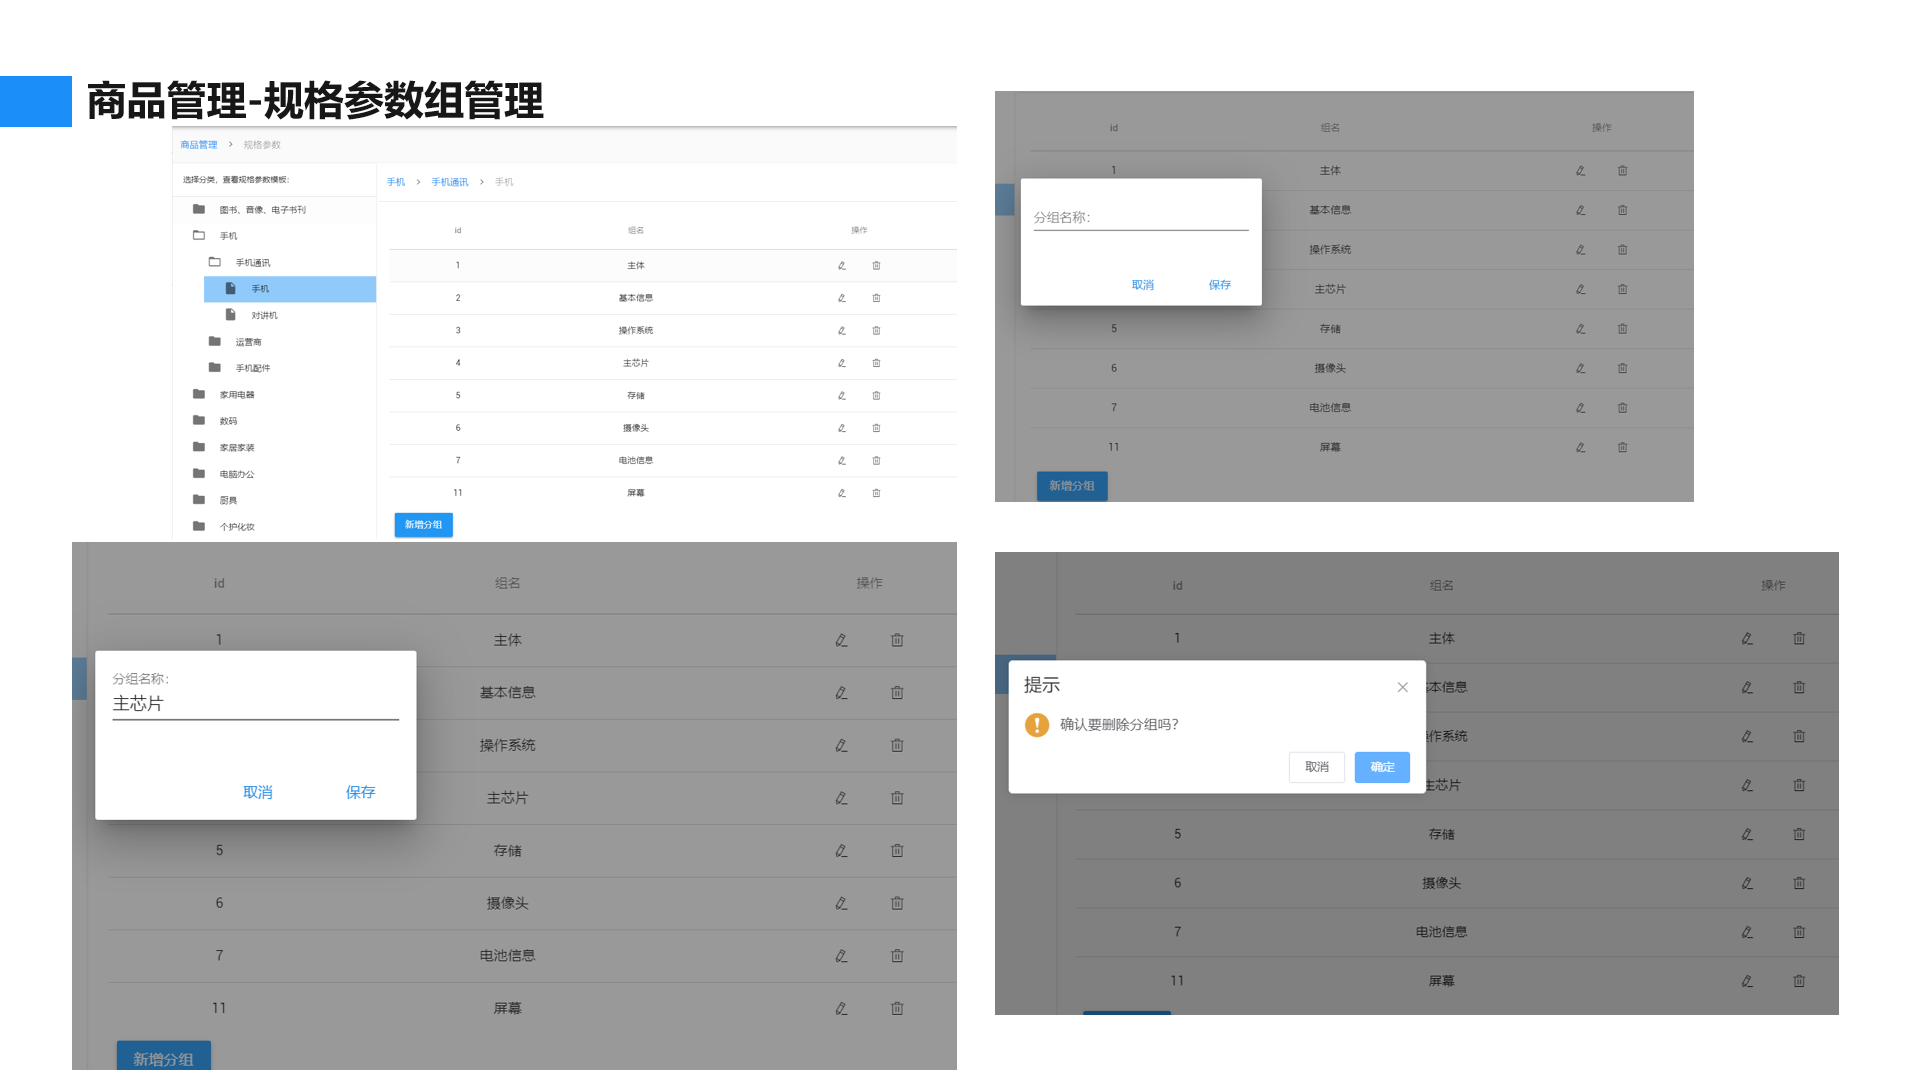 商品管理-规格参数组管理
商品管理 > 规格参数
选择分类，查看规格参数模板：
图书、音像、电子书刊
手机
手机通讯
手机
对讲机
运营商
手机配件
家用电器
数码
家居家装
电脑办公
厨具
个护化妆
手机 > 手机通讯 > 手机
id 组名 操作
1 主体
2 基本信息
3 操作系统
4 主芯片
5 存储
6 摄像头
7 电池信息
11 屏幕
新增分组
id 组名 操作
1 主体
基本信息
操作系统
主芯片
5 存储
6 摄像头
7 电池信息
11 屏幕
新增分组
分组名称：
取消 保存
id 组名 操作
1 主体
基本信息
操作系统
主芯片
5 存储
6 摄像头
7 电池信息
11 屏幕
新增分组
分组名称：
主芯片
取消 保存
id 组名 操作
1 主体
本信息
作系统
主芯片
5 存储
6 摄像头
7 电池信息
11 屏幕
提示
确认要删除分组吗？
取消 确定